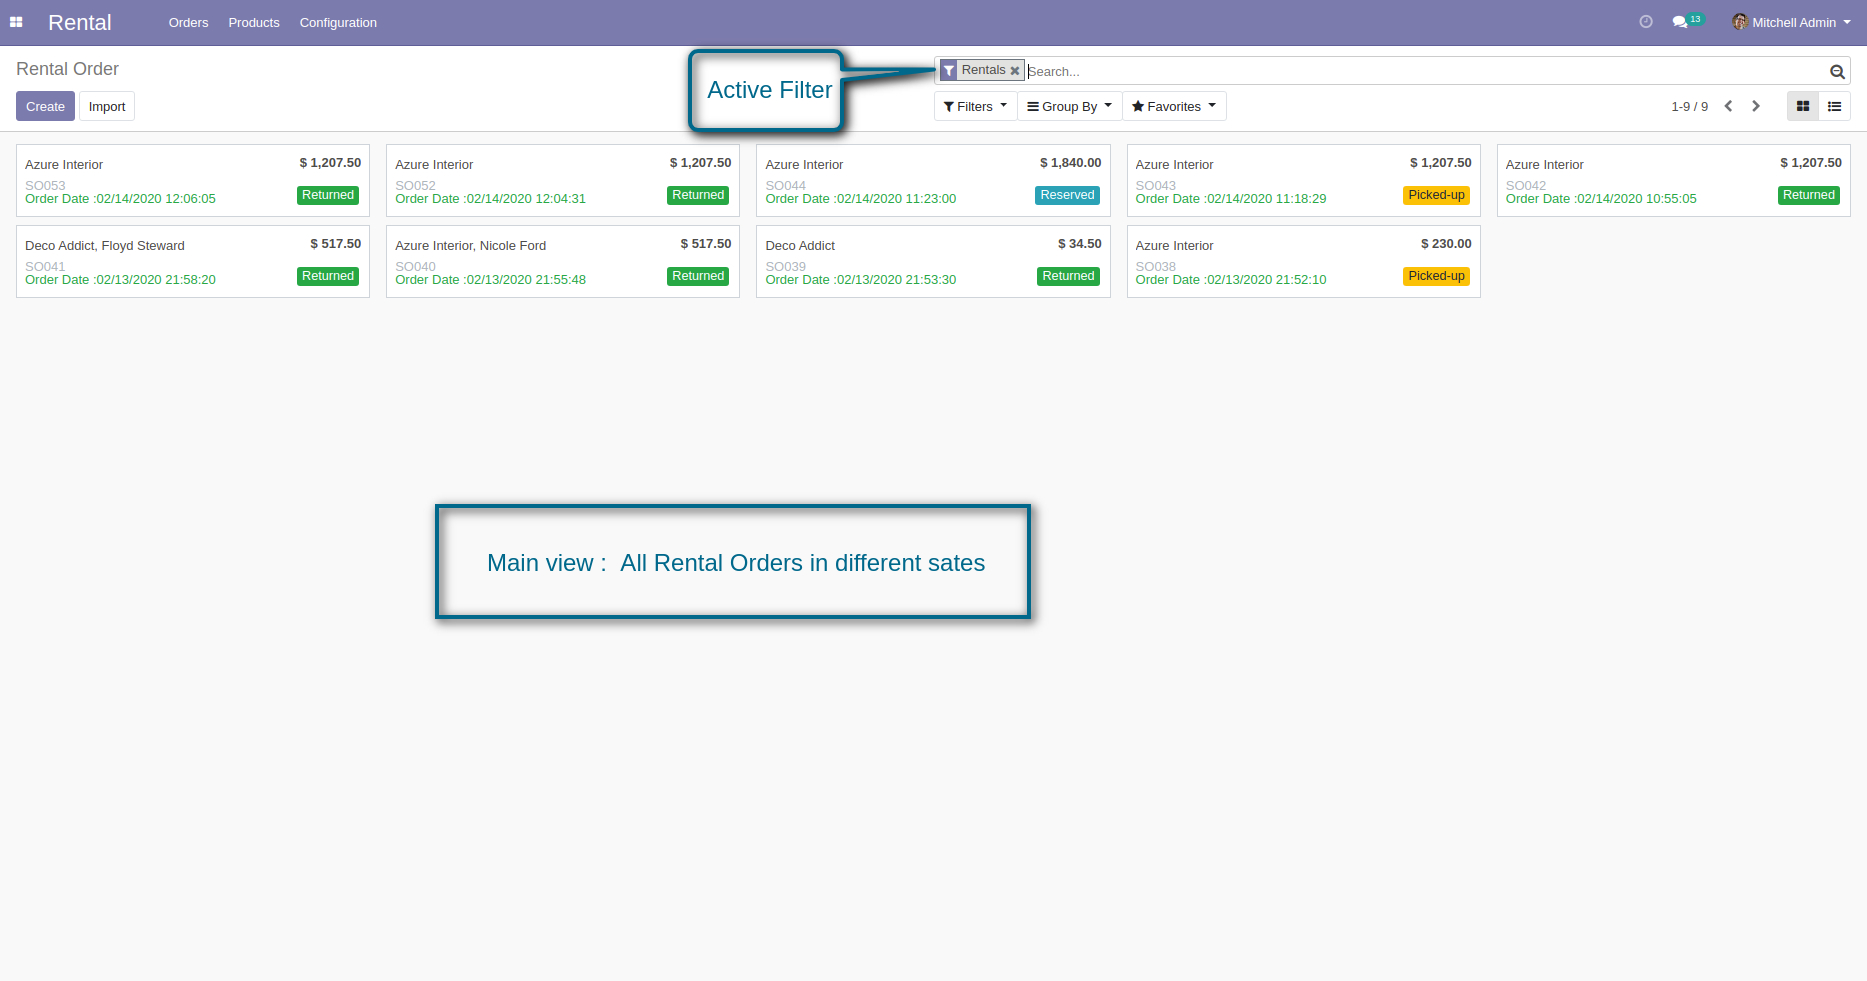 Rental Orders Products Configuration 13 Mitchell Admin
Rental Order
Active Filter
Rentals Search...
Create Import
Filters Group By Favorites 1-9 / 9
Azure Interior $ 1,207.50
SO053
Order Date :02/14/2020 12:06:05 Returned
Azure Interior $ 1,207.50
SO052
Order Date :02/14/2020 12:04:31 Returned
Azure Interior $ 1,840.00
SO044
Order Date :02/14/2020 11:23:00 Reserved
Azure Interior $ 1,207.50
SO043
Order Date :02/14/2020 11:18:29 Picked-up
Azure Interior $ 1,207.50
SO042
Order Date :02/14/2020 10:55:05 Returned
Deco Addict, Floyd Steward $ 517.50
SO041
Order Date :02/13/2020 21:58:20 Returned
Azure Interior, Nicole Ford $ 517.50
SO040
Order Date :02/13/2020 21:55:48 Returned
Deco Addict $ 34.50
SO039
Order Date :02/13/2020 21:53:30 Returned
Azure Interior $ 230.00
SO038
Order Date :02/13/2020 21:52:10 Picked-up
Main view : All Rental Orders in different sates